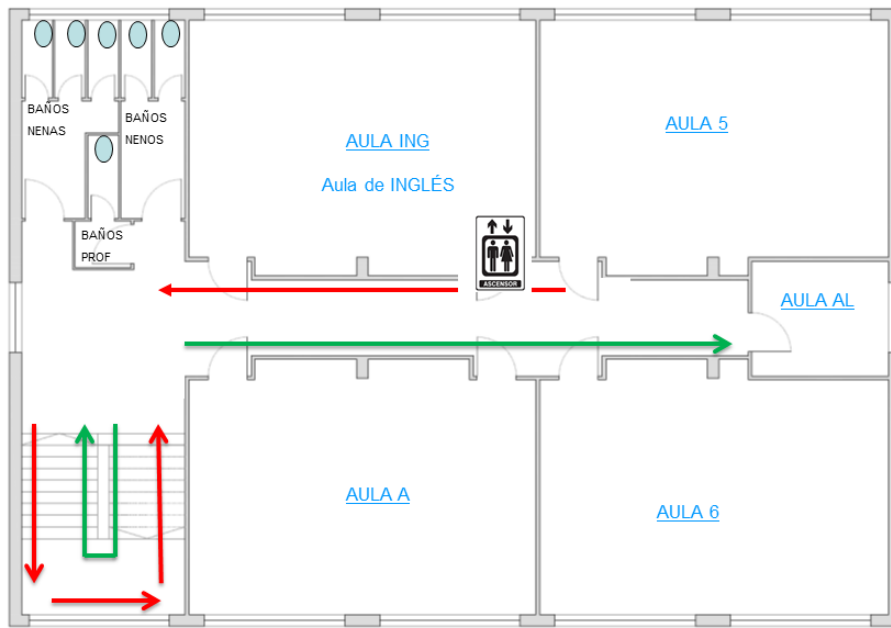 BAÑOS
NENAS
BAÑOS
NENOS
AULA ING
Aula de INGLÉS
AULA 5
BAÑOS
PROF
ASCENSOR
AULA AL
AULA A
AULA 6